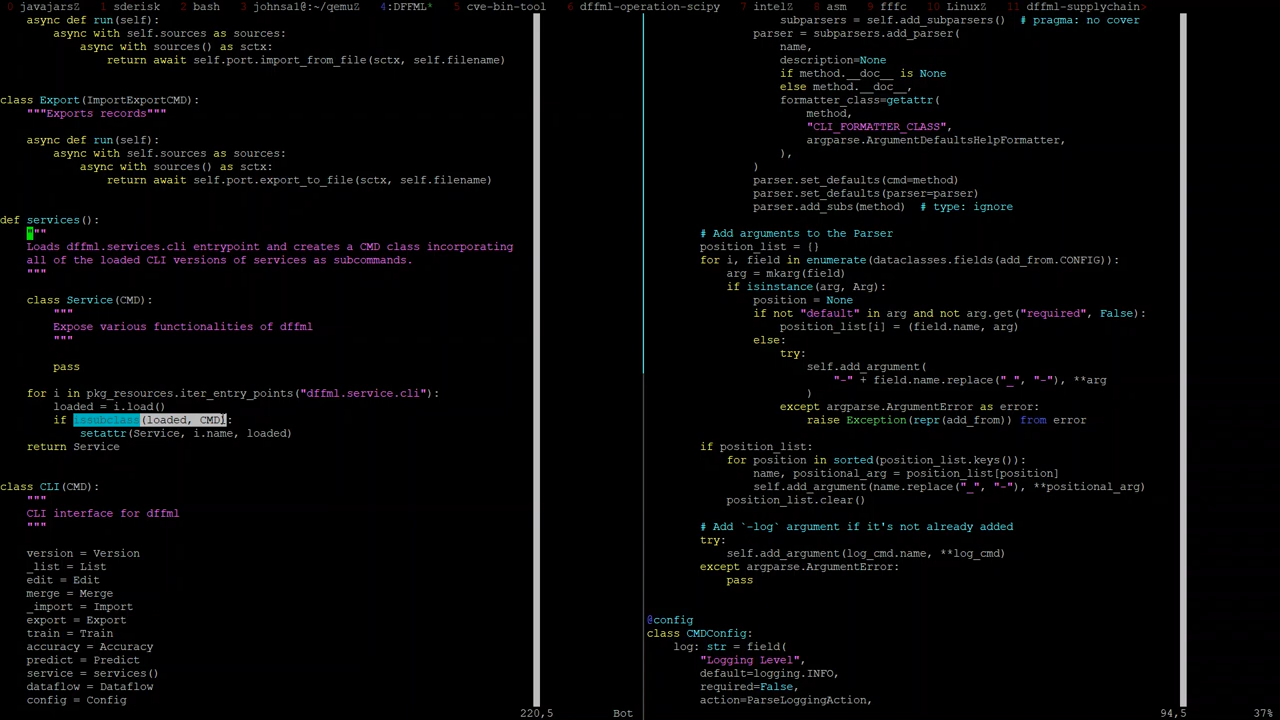 0 javajarsZ  1 sderisk  2 bash  3 johnsal@:~/qemuZ  4:DFFML*  5 cve-bin-tool  6 dffml-operation-scipy  7 intelZ  8 asm  9 fffc  10 LinuxZ  11 dffml-supplychain>
    async def run(self):
        async with self.sources as sources:
            async with sources() as sctx:
                return await self.port.import_from_file(sctx, self.filename)
class Export(ImportExportCMD):
    """Exports records"""
    async def run(self):
        async with self.sources as sources:
            async with sources() as sctx:
                return await self.port.export_to_file(sctx, self.filename)
def services():
    """
    Loads dffml.services.cli entrypoint and creates a CMD class incorporating
    all of the loaded CLI versions of services as subcommands.
    """
    class Service(CMD):
        """
        Expose various functionalities of dffml
        """
        pass
    for i in pkg_resources.iter_entry_points("dffml.service.cli"):
        loaded = i.load()
        if issubclass(loaded, CMD):
            setattr(Service, i.name, loaded)
    return Service
class CLI(CMD):
    """
    CLI interface for dffml
    """
    version = Version
    _list = List
    edit = Edit
    merge = Merge
    _import = Import
    export = Export
    train = Train
    accuracy = Accuracy
    predict = Predict
    service = services()
    dataflow = Dataflow
    config = Config
220,5 Bot
                subparsers = self.add_subparsers()  # pragma: no cover
            parser = subparsers.add_parser(
                name,
                description=None
                if method.__doc__ is None
                else method.__doc__,
                formatter_class=getattr(
                    method,
                    "CLI_FORMATTER_CLASS",
                    argparse.ArgumentDefaultsHelpFormatter,
                ),
            )
            parser.set_defaults(cmd=method)
            parser.set_defaults(parser=parser)
            parser.add_subs(method)  # type: ignore
        # Add arguments to the Parser
        position_list = {}
        for i, field in enumerate(dataclasses.fields(add_from.CONFIG)):
            arg = mkarg(field)
            if isinstance(arg, Arg):
                position = None
                if not "default" in arg and not arg.get("required", False):
                    position_list[i] = (field.name, arg)
                else:
                    try:
                        self.add_argument(
                            "-" + field.name.replace("_", "-"), **arg
                        )
                    except argparse.ArgumentError as error:
                        raise Exception(repr(add_from)) from error
        if position_list:
            for position in sorted(position_list.keys()):
                name, positional_arg = position_list[position]
                self.add_argument(name.replace("_", "-"), **positional_arg)
            position_list.clear()
        # Add `-log` argument if it's not already added
        try:
            self.add_argument(log_cmd.name, **log_cmd)
        except argparse.ArgumentError:
            pass
@config
class CMDConfig:
    log: str = field(
        "Logging Level",
        default=logging.INFO,
        required=False,
        action=ParseLoggingAction,
94,5 37%